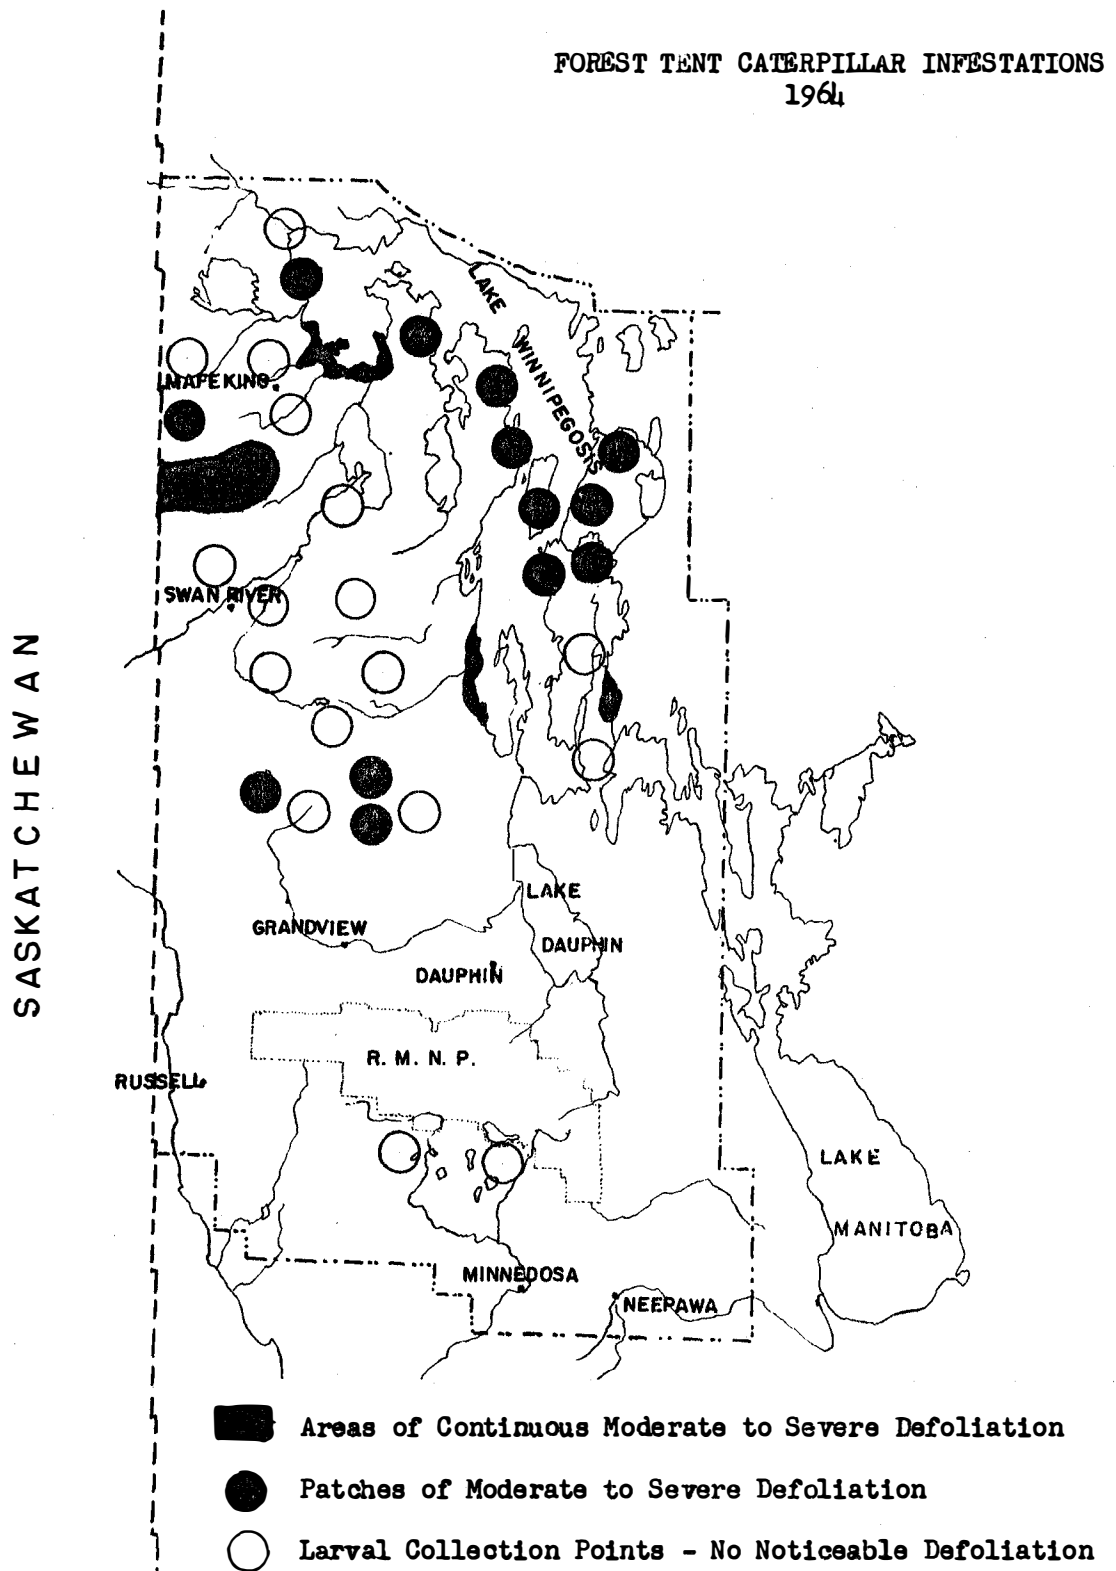 FOREST TENT CATERPILLAR INFESTATIONS
1964
LAKE
WINNIPEGOSIS
MAFEKING
SWAN RIVER
SASKATCHEWAN
LAKE
GRANDVIEW
DAUPHIN
DAUPHIN
R. M. N. P.
RUSSELL
LAKE
MANITOBA
MINNEDOSA
NEEPAWA
Areas of Continuous Moderate to Severe Defoliation
Patches of Moderate to Severe Defoliation
Larval Collection Points - No Noticeable Defoliation